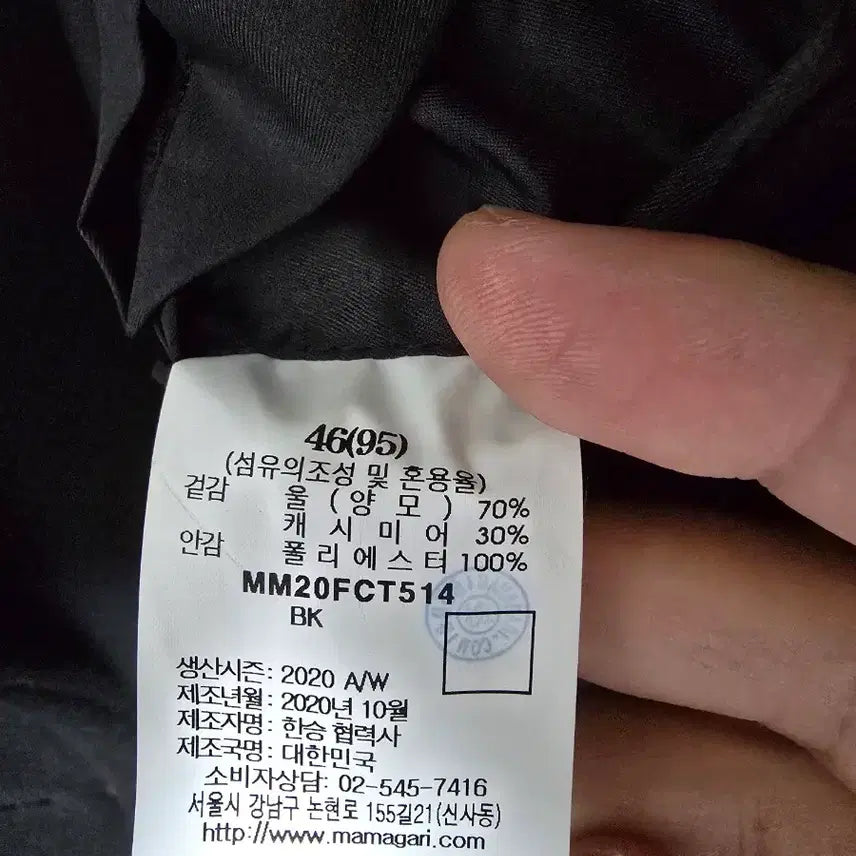 46(95)
(섬유의조성 및 혼용율)
겉감 울 (양모) 70%
캐시미어 30%
안감 폴리에스터 100%
MM20FCT514
BK
생산시즌: 2020 A/W
제조년월: 2020년 10월
제조자명: 한승 협력사
제조국명: 대한민국
소비자상담: 02-545-7416
서울시 강남구 논현로 155길21(신사동)
http://www.mamagari.com